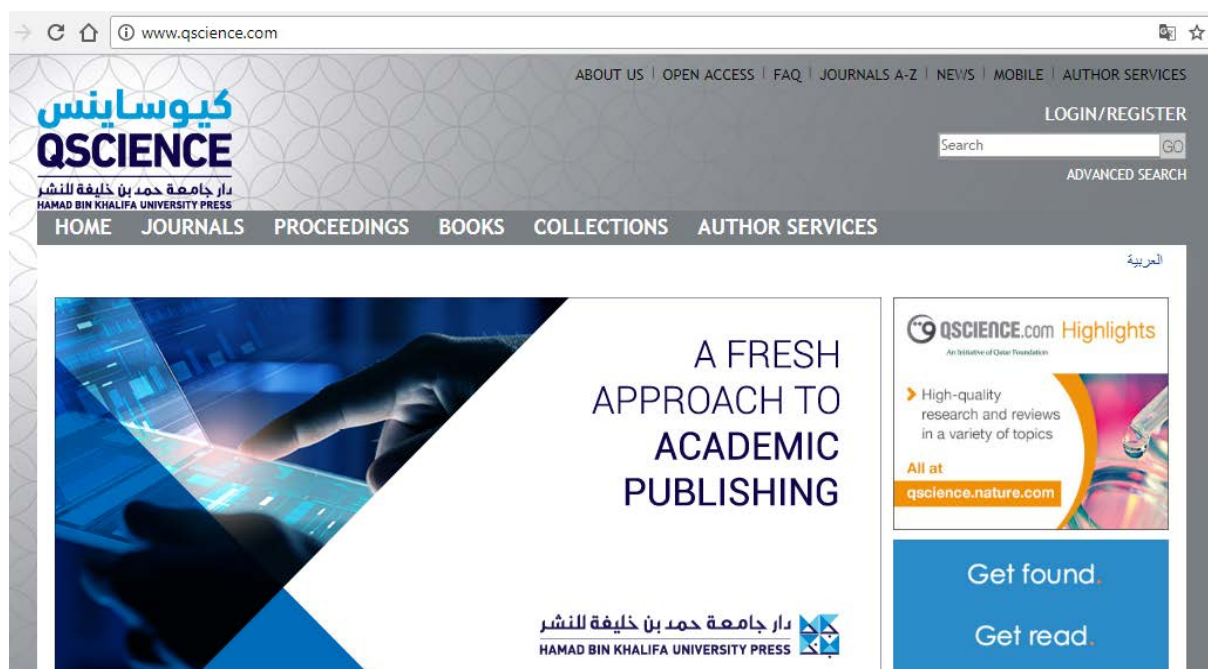 www.qscience.com
ABOUT US | OPEN ACCESS | FAQ | JOURNALS A-Z | NEWS | MOBILE | AUTHOR SERVICES
كيوساينس
QSCIENCE
دار جامعة حمد بن خليفة للنشر
HAMAD BIN KHALIFA UNIVERSITY PRESS
LOGIN/REGISTER
Search GO
ADVANCED SEARCH
HOME JOURNALS PROCEEDINGS BOOKS COLLECTIONS AUTHOR SERVICES
العربية
A FRESH
APPROACH TO
ACADEMIC
PUBLISHING
دار جامعة حمد بن خليفة للنشر
HAMAD BIN KHALIFA UNIVERSITY PRESS
QSCIENCE.com Highlights
An Initiative of Qatar Foundation
High-quality
research and reviews
in a variety of topics
All at
qscience.nature.com
Get found.
Get read.